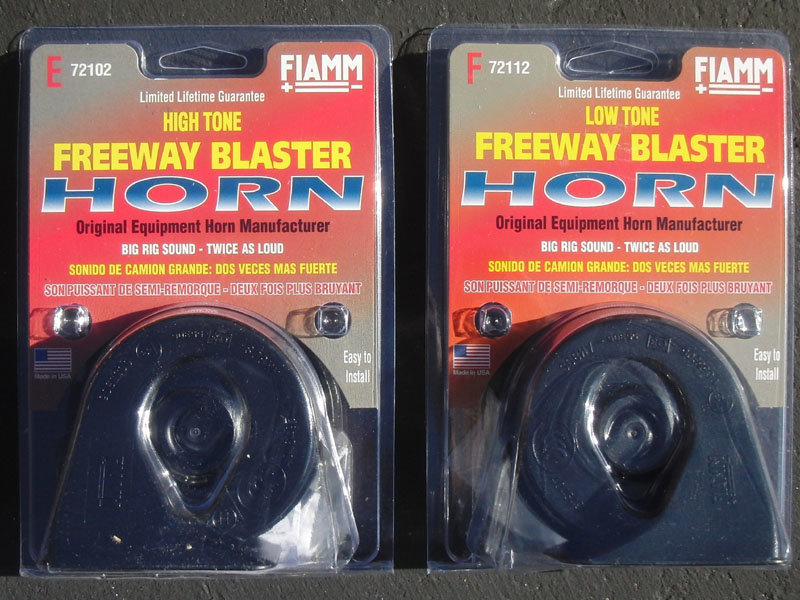 E 72102
FIAMM
Limited Lifetime Guarantee
HIGH TONE
FREEWAY BLASTER
HORN
Original Equipment Horn Manufacturer
BIG RIG SOUND - TWICE AS LOUD
SONIDO DE CAMION GRANDE: DOS VECES MAS FUERTE
SON PUISSANT DE SEMI-REMORQUE - DEUX FOIS PLUS BRUYANT
Made in USA
Easy to
Install
F 72112
FIAMM
Limited Lifetime Guarantee
LOW TONE
FREEWAY BLASTER
HORN
Original Equipment Horn Manufacturer
BIG RIG SOUND - TWICE AS LOUD
SONIDO DE CAMION GRANDE: DOS VECES MAS FUERTE
SON PUISSANT DE SEMI-REMORQUE - DEUX FOIS PLUS BRUYANT
Made in USA
Easy to
Install
FIAMM